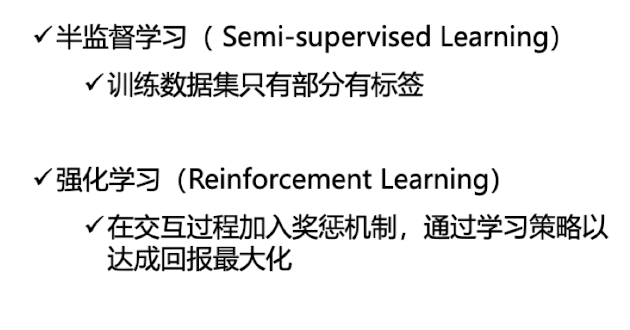 ✓半监督学习（ Semi-supervised Learning）
✓训练数据集只有部分有标签
✓强化学习（Reinforcement Learning）
✓在交互过程加入奖惩机制，通过学习策略以
达成回报最大化